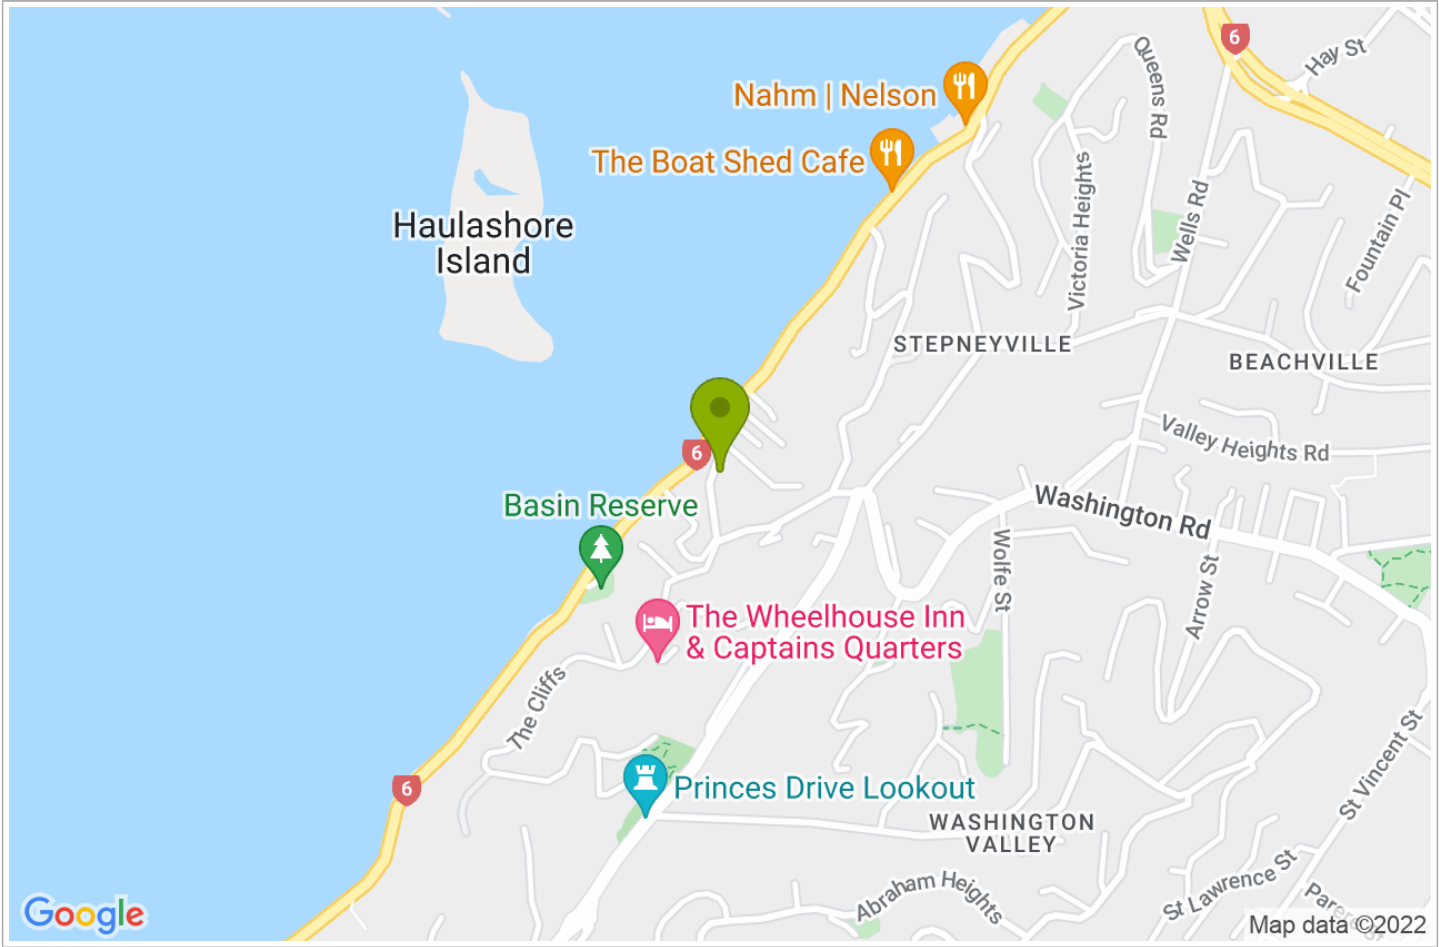 6
Hay St
Queens Rd
Nahm | Nelson
The Boat Shed Cafe
Victoria Heights
Wells Rd
Fountain Pl
Haulashore
Island
STEPNEYVILLE
BEACHVILLE
Valley Heights Rd
6
Basin Reserve
Washington Rd
Wolfe St
Arrow St
The Wheelhouse Inn
& Captains Quarters
The Cliffs
6
Princes Drive Lookout
WASHINGTON
VALLEY
St Vincent St
Abraham Heights
St Lawrence St
Google
Map data ©2022